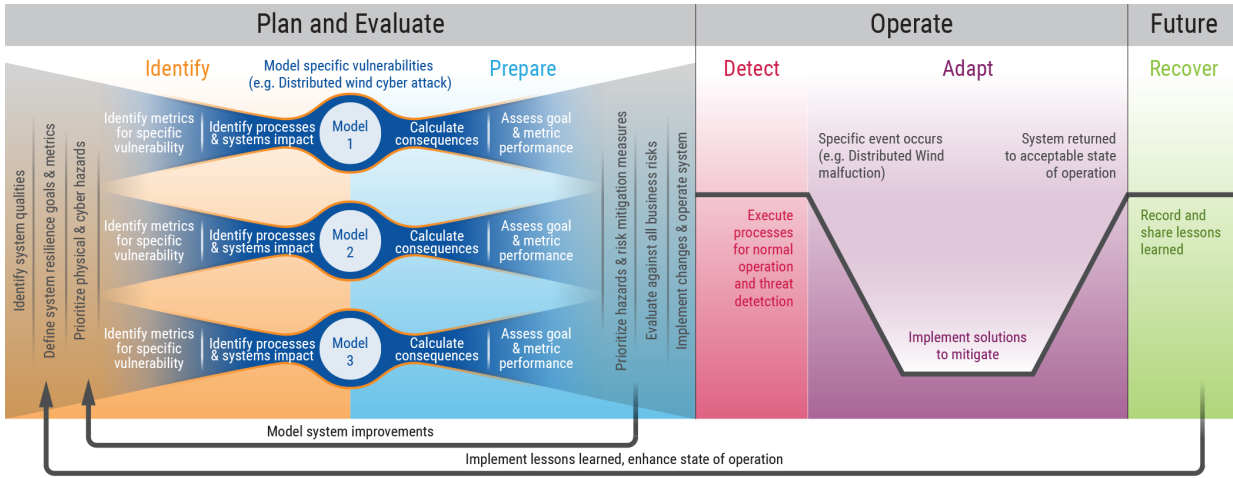 Plan and Evaluate
Operate
Future
Identify
Model specific vulnerabilities
(e.g. Distributed wind cyber attack)
Prepare
Detect
Adapt
Recover
Identify system qualities
Define system resilience goals & metrics
Prioritize physical & cyber hazards
Identify metrics
for specific
vulnerability
Identify processes
& systems impact
Model
1
Calculate
consequences
Assess goal
& metric
performance
Identify metrics
for specific
vulnerability
Identify processes
& systems impact
Model
2
Calculate
consequences
Assess goal
& metric
performance
Identify metrics
for specific
vulnerability
Identify processes
& systems impact
Model
3
Calculate
consequences
Assess goal
& metric
performance
Prioritize hazards & risk mitigation measures
Evaluate against all business risks
Implement changes & operate system
Execute
processes
for normal
operation
and threat
detetction
Specific event occurs
(e.g. Distributed Wind
malfuction)
System returned
to acceptable state
of operation
Implement solutions
to mitigate
Record and
share lessons
learned
Model system improvements
Implement lessons learned, enhance state of operation